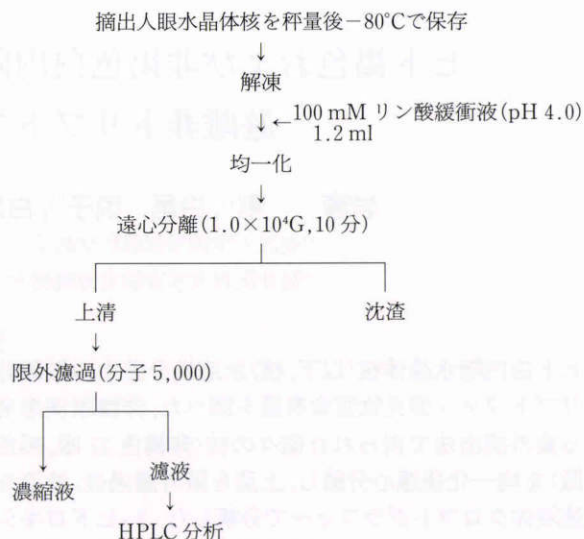 摘出人眼水晶体核を秤量後−80°Cで保存
解凍
100 mM リン酸緩衝液(pH 4.0)
1.2 ml
均一化
遠心分離(1.0×10⁴G, 10 分)
上清
沈渣
限外濾過(分子5,000)
濃縮液
濾液
HPLC 分析